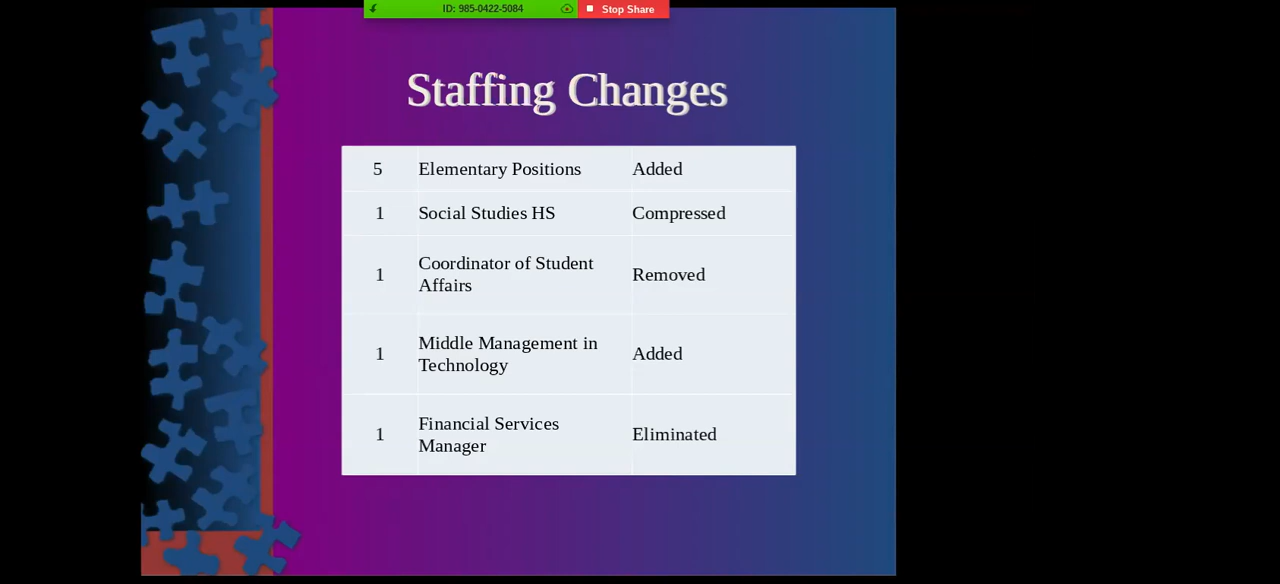 ID: 985-0422-5084
Stop Share
Staffing Changes
5 Elementary Positions Added
1 Social Studies HS Compressed
1 Coordinator of Student Affairs Removed
1 Middle Management in Technology Added
1 Financial Services Manager Eliminated